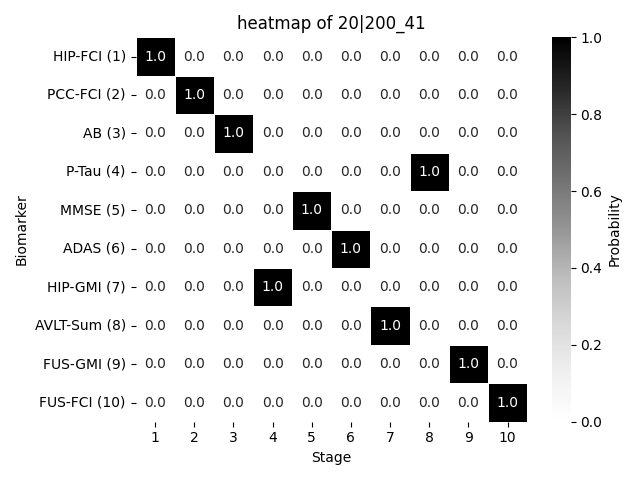 heatmap of 20|200_41
HIP-FCI (1) 1.0 0.0 0.0 0.0 0.0 0.0 0.0 0.0 0.0 0.0
PCC-FCI (2) 0.0 1.0 0.0 0.0 0.0 0.0 0.0 0.0 0.0 0.0
AB (3) 0.0 0.0 1.0 0.0 0.0 0.0 0.0 0.0 0.0 0.0
P-Tau (4) 0.0 0.0 0.0 0.0 0.0 0.0 0.0 1.0 0.0 0.0
MMSE (5) 0.0 0.0 0.0 0.0 1.0 0.0 0.0 0.0 0.0 0.0
ADAS (6) 0.0 0.0 0.0 0.0 0.0 1.0 0.0 0.0 0.0 0.0
HIP-GMI (7) 0.0 0.0 0.0 1.0 0.0 0.0 0.0 0.0 0.0 0.0
AVLT-Sum (8) 0.0 0.0 0.0 0.0 0.0 0.0 1.0 0.0 0.0 0.0
FUS-GMI (9) 0.0 0.0 0.0 0.0 0.0 0.0 0.0 0.0 1.0 0.0
FUS-FCI (10) 0.0 0.0 0.0 0.0 0.0 0.0 0.0 0.0 0.0 1.0
1 2 3 4 5 6 7 8 9 10
Stage
Biomarker
1.0
0.8
0.6
0.4
0.2
0.0
Probability